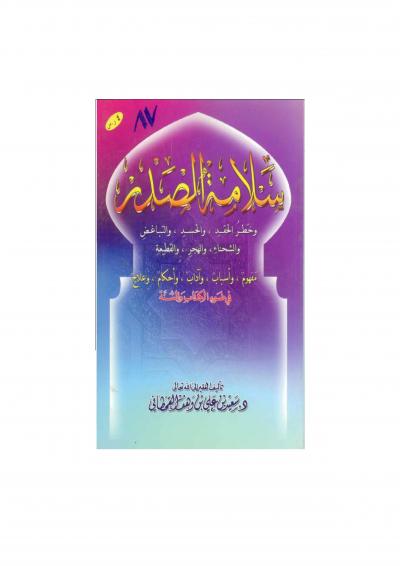 ٨٧
سلامة الصدر
وخطر الحقد ، والحسد ، والتباغض
والشحناء ، والهجر ، والقطيعة
مفهوم ، وأسباب ، وآداب ، وأحكام ، وعلاج
في ضوء الكتاب والسنة
تأليف الفقير إلى الله تعالى
د. سعيد بن علي بن وهف القحطاني